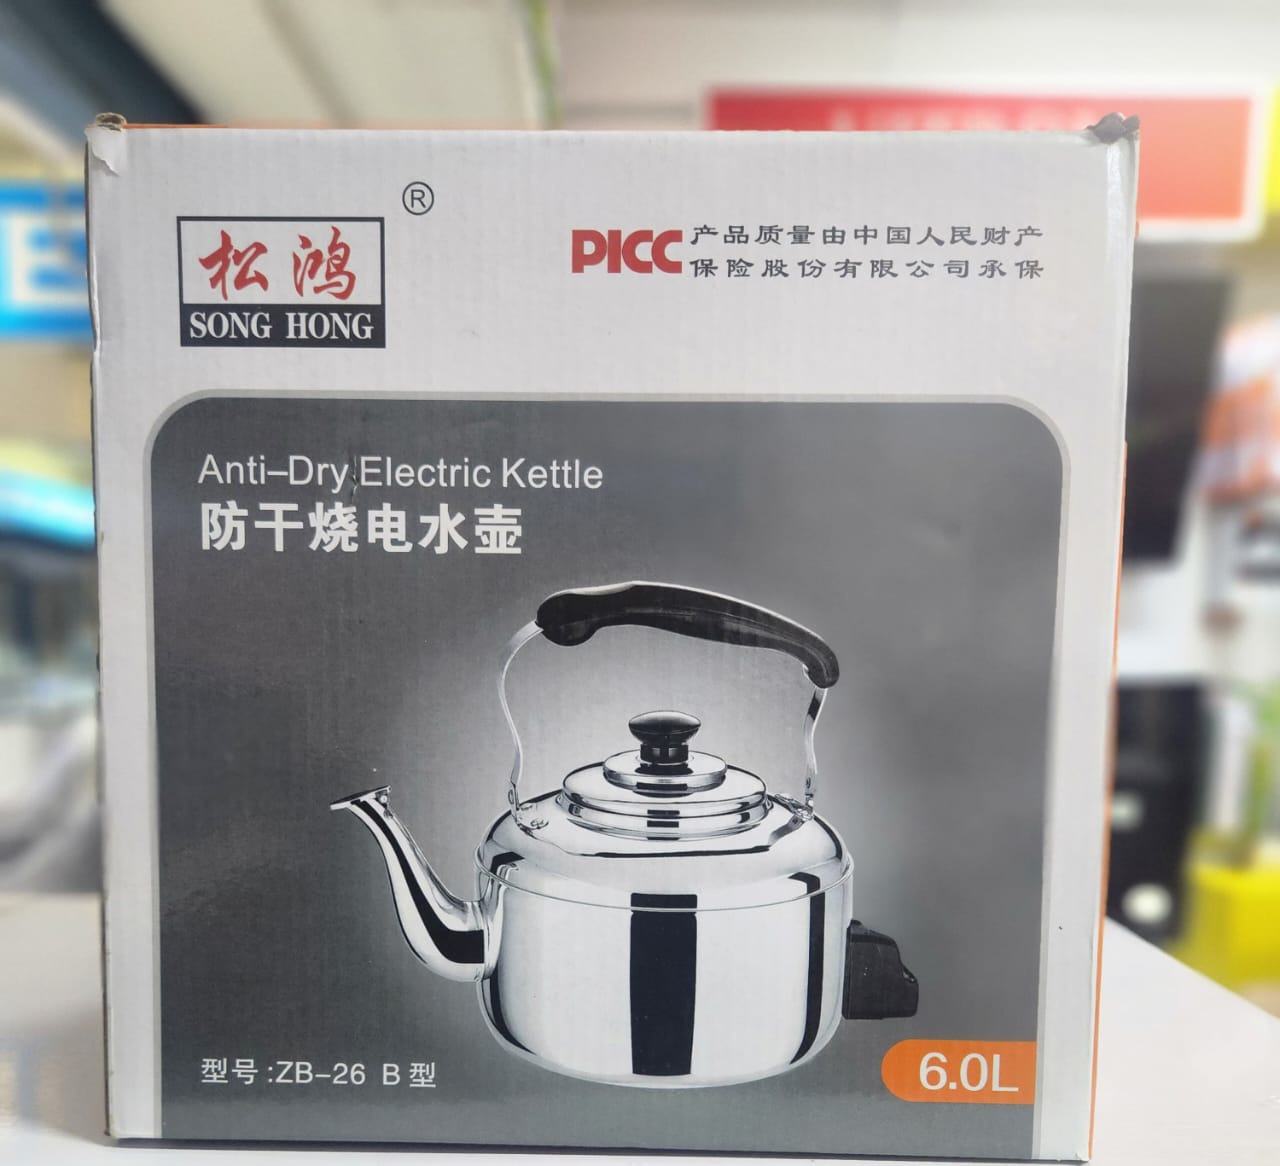 松鸿
SONG HONG
®
PICC 产品质量由中国人民财产
保险股份有限公司承保
Anti-Dry Electric Kettle
防干烧电水壶
型号:ZB-26 B型
6.0L